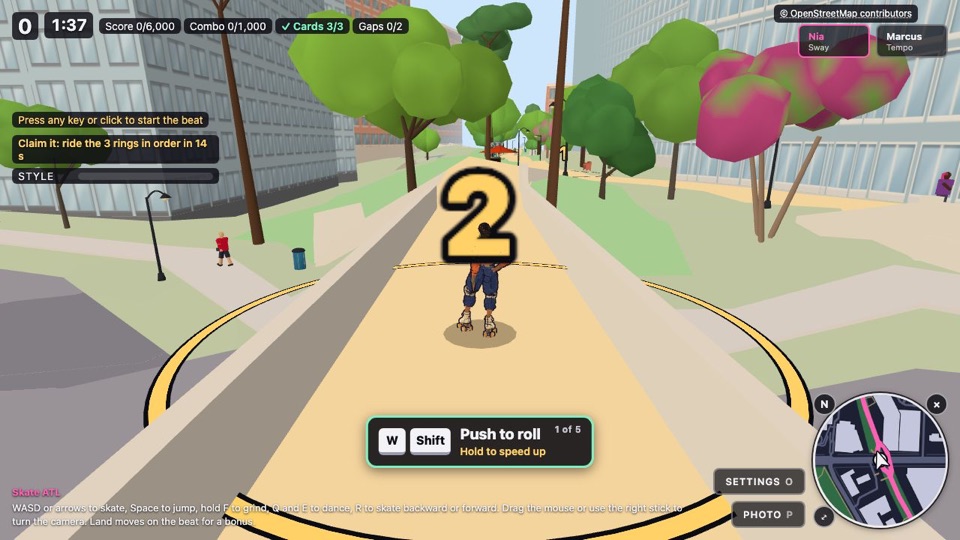 0
1:37
Score 0/6,000
Combo 0/1,000
✓ Cards 3/3
Gaps 0/2
© OpenStreetMap contributors
Nia
Sway
Marcus
Tempo
Press any key or click to start the beat
Claim it: ride the 3 rings in order in 14
s
STYLE
1
2
W
Shift
Push to roll
1 of 5
Hold to speed up
N
×
SETTINGS O
PHOTO P
Skate ATL
WASD or arrows to skate, Space to jump, hold F to grind, Q and E to dance, R to skate backward or forward. Drag the mouse or use the right stick to
turn the camera. Land moves on the beat for a bonus.